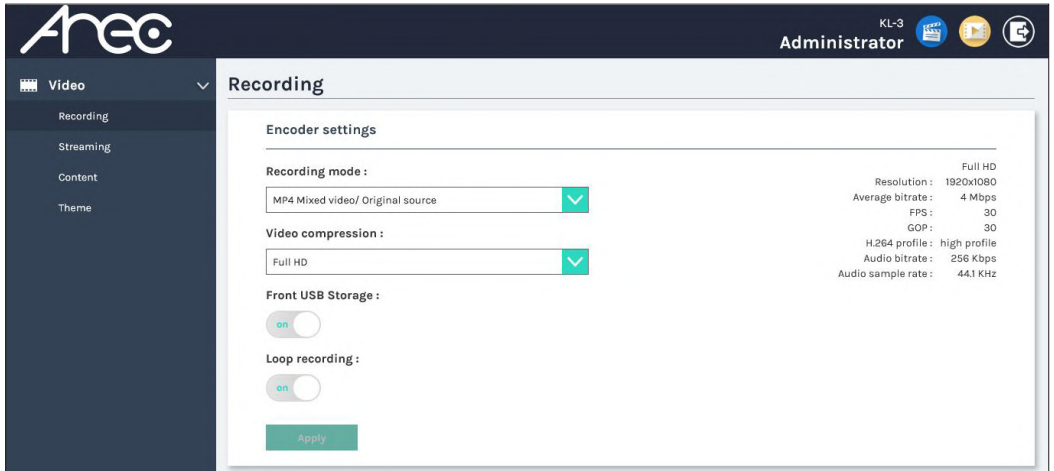 Arec
KL-3
Administrator
Video
Recording
Streaming
Content
Theme
Recording
Encoder settings
Recording mode :
MP4 Mixed video/ Original source
Video compression :
Full HD
Front USB Storage :
on
Loop recording :
on
Apply
Full HD
Resolution : 1920x1080
Average bitrate : 4 Mbps
FPS : 30
GOP : 30
H.264 profile : high profile
Audio bitrate : 256 Kbps
Audio sample rate : 44.1 KHz